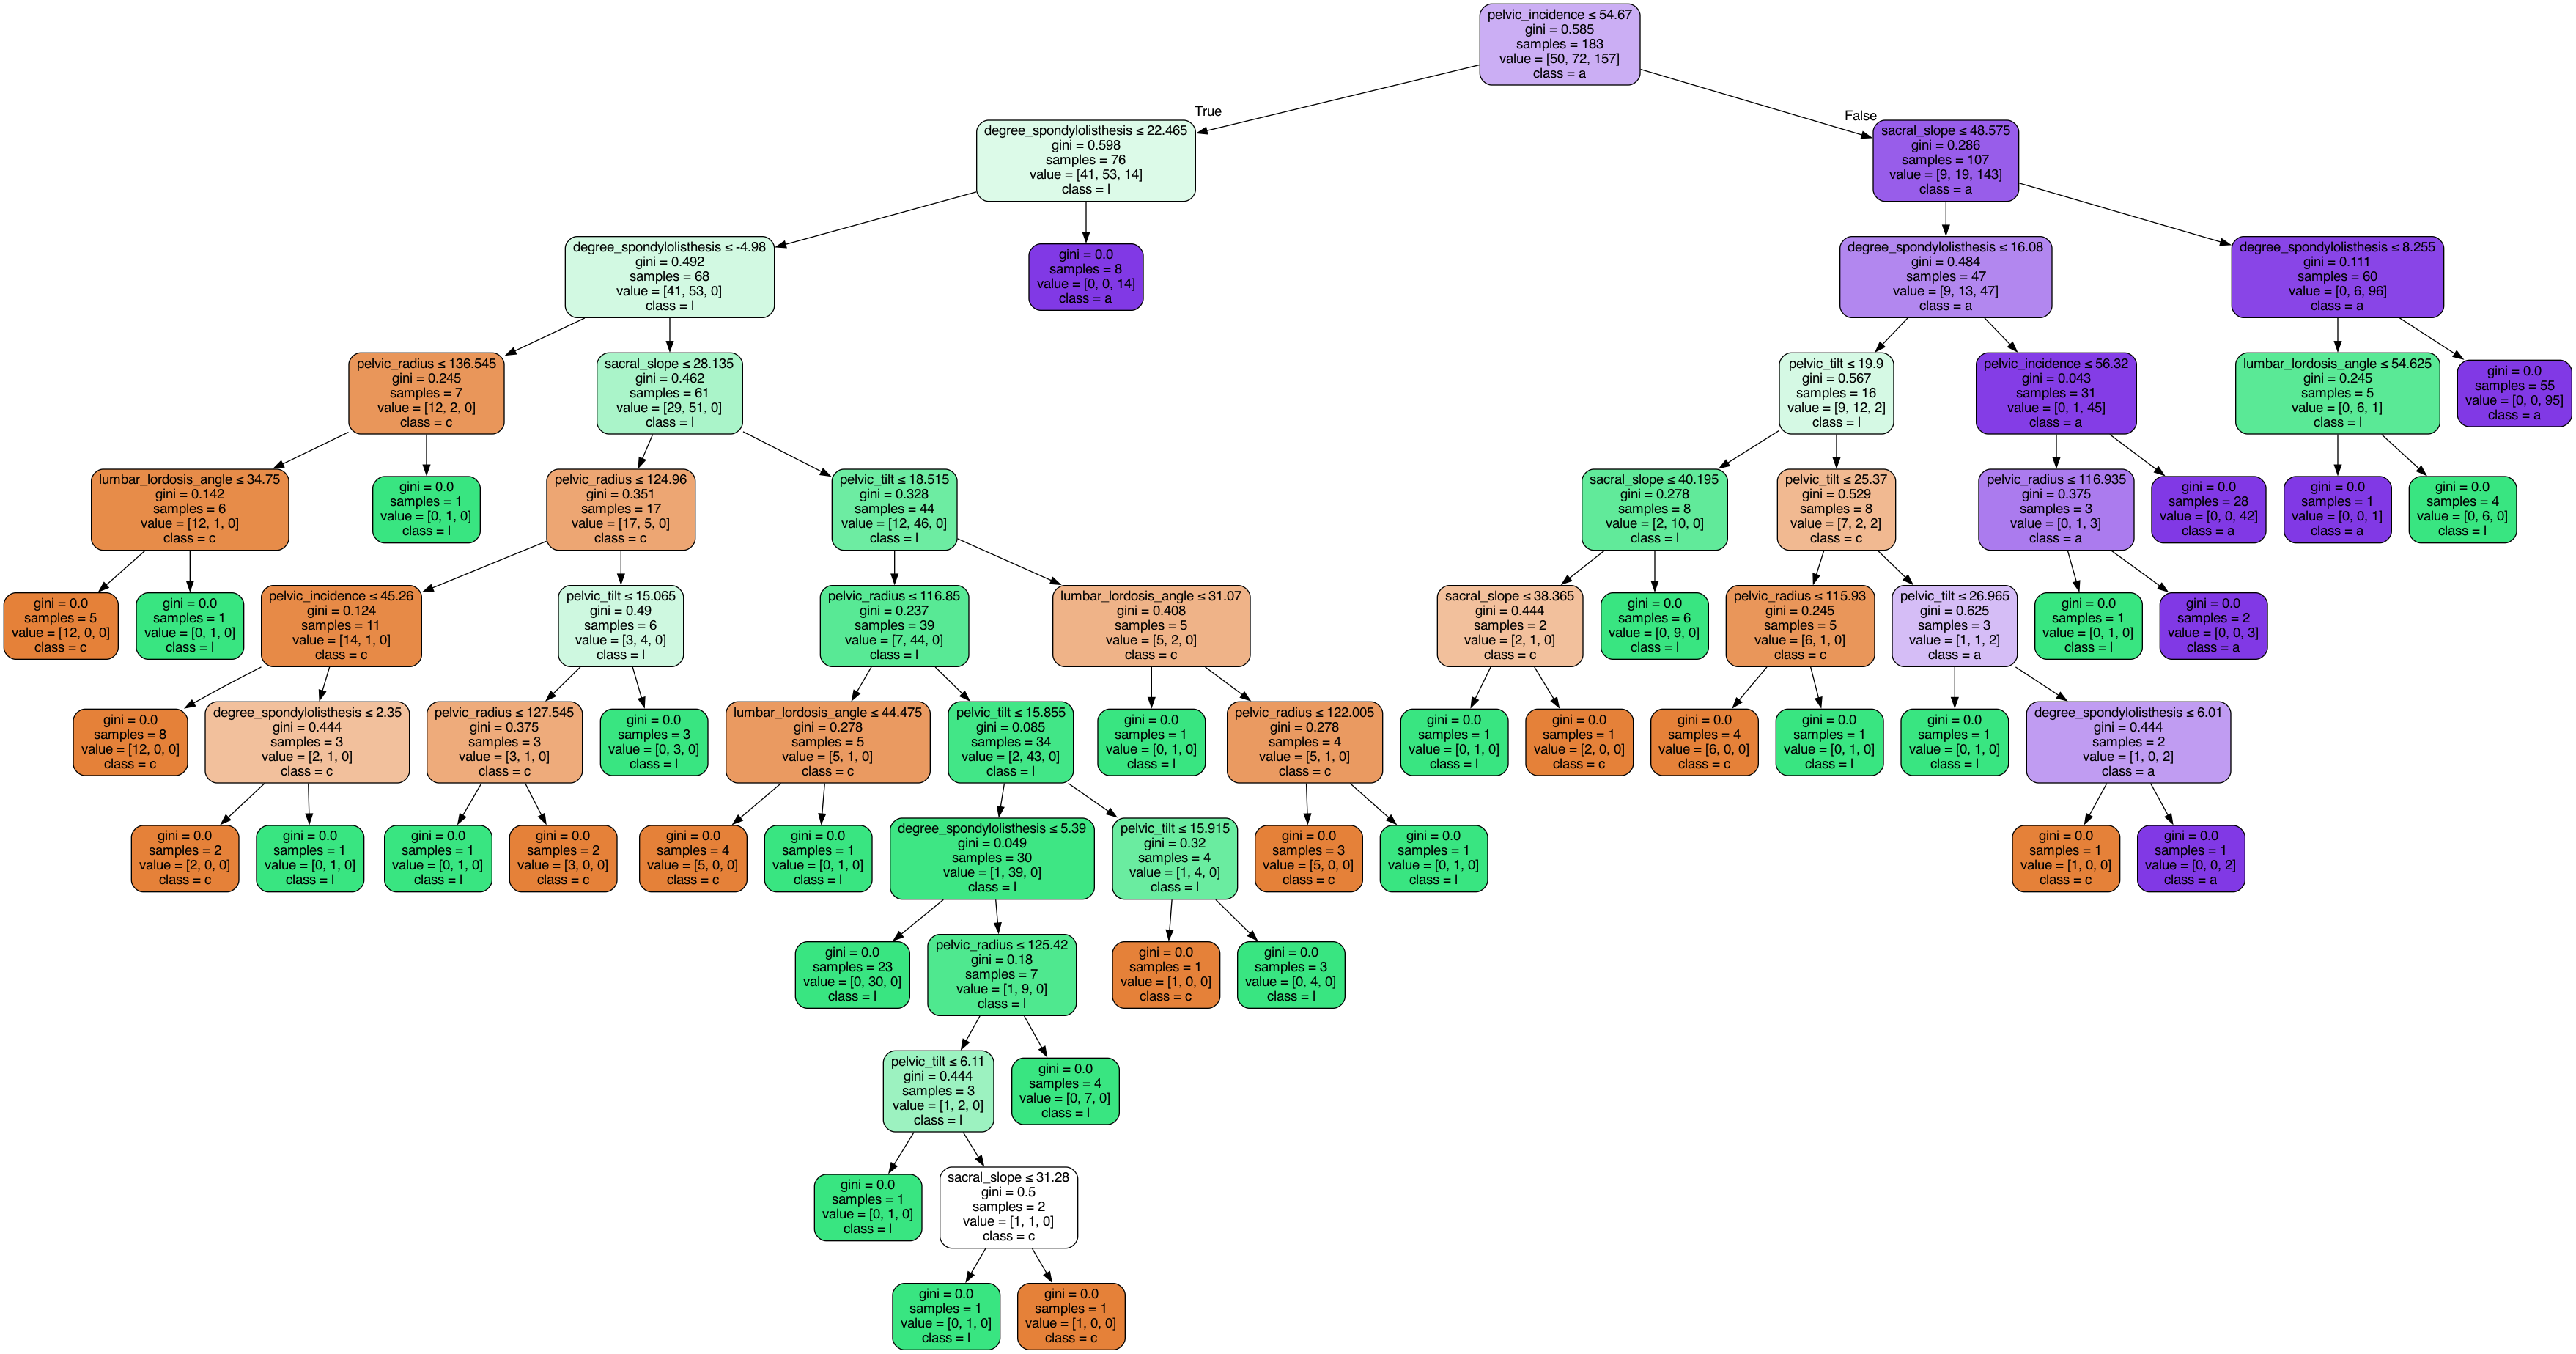 pelvic_incidence ≤ 54.67
gini = 0.585
samples = 183
value = [50, 72, 157]
class = a
True
False
degree_spondylolisthesis ≤ 22.465
gini = 0.598
samples = 76
value = [41, 53, 14]
class = l
sacral_slope ≤ 48.575
gini = 0.286
samples = 107
value = [9, 19, 143]
class = a
degree_spondylolisthesis ≤ -4.98
gini = 0.492
samples = 68
value = [41, 53, 0]
class = l
gini = 0.0
samples = 8
value = [0, 0, 14]
class = a
degree_spondylolisthesis ≤ 16.08
gini = 0.484
samples = 47
value = [9, 13, 47]
class = a
degree_spondylolisthesis ≤ 8.255
gini = 0.111
samples = 60
value = [0, 6, 96]
class = a
pelvic_radius ≤ 136.545
gini = 0.245
samples = 7
value = [12, 2, 0]
class = c
sacral_slope ≤ 28.135
gini = 0.462
samples = 61
value = [29, 51, 0]
class = l
pelvic_tilt ≤ 19.9
gini = 0.567
samples = 16
value = [9, 12, 2]
class = l
pelvic_incidence ≤ 56.32
gini = 0.043
samples = 31
value = [0, 1, 45]
class = a
lumbar_lordosis_angle ≤ 54.625
gini = 0.245
samples = 5
value = [0, 6, 1]
class = l
gini = 0.0
samples = 55
value = [0, 0, 95]
class = a
lumbar_lordosis_angle ≤ 34.75
gini = 0.142
samples = 6
value = [12, 1, 0]
class = c
gini = 0.0
samples = 1
value = [0, 1, 0]
class = l
pelvic_radius ≤ 124.96
gini = 0.351
samples = 17
value = [17, 5, 0]
class = c
pelvic_tilt ≤ 18.515
gini = 0.328
samples = 44
value = [12, 46, 0]
class = l
sacral_slope ≤ 40.195
gini = 0.278
samples = 8
value = [2, 10, 0]
class = l
pelvic_tilt ≤ 25.37
gini = 0.529
samples = 8
value = [7, 2, 2]
class = c
pelvic_radius ≤ 116.935
gini = 0.375
samples = 3
value = [0, 1, 3]
class = a
gini = 0.0
samples = 28
value = [0, 0, 42]
class = a
gini = 0.0
samples = 1
value = [0, 0, 1]
class = a
gini = 0.0
samples = 4
value = [0, 6, 0]
class = l
gini = 0.0
samples = 5
value = [12, 0, 0]
class = c
gini = 0.0
samples = 1
value = [0, 1, 0]
class = l
pelvic_incidence ≤ 45.26
gini = 0.124
samples = 11
value = [14, 1, 0]
class = c
pelvic_tilt ≤ 15.065
gini = 0.49
samples = 6
value = [3, 4, 0]
class = l
pelvic_radius ≤ 116.85
gini = 0.237
samples = 39
value = [7, 44, 0]
class = l
lumbar_lordosis_angle ≤ 31.07
gini = 0.408
samples = 5
value = [5, 2, 0]
class = c
sacral_slope ≤ 38.365
gini = 0.444
samples = 2
value = [2, 1, 0]
class = c
gini = 0.0
samples = 6
value = [0, 9, 0]
class = l
pelvic_radius ≤ 115.93
gini = 0.245
samples = 5
value = [6, 1, 0]
class = c
pelvic_tilt ≤ 26.965
gini = 0.625
samples = 3
value = [1, 1, 2]
class = a
gini = 0.0
samples = 1
value = [0, 1, 0]
class = l
gini = 0.0
samples = 2
value = [0, 0, 3]
class = a
gini = 0.0
samples = 8
value = [12, 0, 0]
class = c
degree_spondylolisthesis ≤ 2.35
gini = 0.444
samples = 3
value = [2, 1, 0]
class = c
pelvic_radius ≤ 127.545
gini = 0.375
samples = 3
value = [3, 1, 0]
class = c
gini = 0.0
samples = 3
value = [0, 3, 0]
class = l
lumbar_lordosis_angle ≤ 44.475
gini = 0.278
samples = 5
value = [5, 1, 0]
class = c
pelvic_tilt ≤ 15.855
gini = 0.085
samples = 34
value = [2, 43, 0]
class = l
gini = 0.0
samples = 1
value = [0, 1, 0]
class = l
pelvic_radius ≤ 122.005
gini = 0.278
samples = 4
value = [5, 1, 0]
class = c
gini = 0.0
samples = 1
value = [0, 1, 0]
class = l
gini = 0.0
samples = 1
value = [2, 0, 0]
class = c
gini = 0.0
samples = 4
value = [6, 0, 0]
class = c
gini = 0.0
samples = 1
value = [0, 1, 0]
class = l
gini = 0.0
samples = 1
value = [0, 1, 0]
class = l
degree_spondylolisthesis ≤ 6.01
gini = 0.444
samples = 2
value = [1, 0, 2]
class = a
gini = 0.0
samples = 2
value = [2, 0, 0]
class = c
gini = 0.0
samples = 1
value = [0, 1, 0]
class = l
gini = 0.0
samples = 1
value = [0, 1, 0]
class = l
gini = 0.0
samples = 2
value = [3, 0, 0]
class = c
gini = 0.0
samples = 4
value = [5, 0, 0]
class = c
gini = 0.0
samples = 1
value = [0, 1, 0]
class = l
degree_spondylolisthesis ≤ 5.39
gini = 0.049
samples = 30
value = [1, 39, 0]
class = l
pelvic_tilt ≤ 15.915
gini = 0.32
samples = 4
value = [1, 4, 0]
class = l
gini = 0.0
samples = 3
value = [5, 0, 0]
class = c
gini = 0.0
samples = 1
value = [0, 1, 0]
class = l
gini = 0.0
samples = 1
value = [1, 0, 0]
class = c
gini = 0.0
samples = 1
value = [0, 0, 2]
class = a
gini = 0.0
samples = 23
value = [0, 30, 0]
class = l
pelvic_radius ≤ 125.42
gini = 0.18
samples = 7
value = [1, 9, 0]
class = l
gini = 0.0
samples = 1
value = [1, 0, 0]
class = c
gini = 0.0
samples = 3
value = [0, 4, 0]
class = l
pelvic_tilt ≤ 6.11
gini = 0.444
samples = 3
value = [1, 2, 0]
class = l
gini = 0.0
samples = 4
value = [0, 7, 0]
class = l
gini = 0.0
samples = 1
value = [0, 1, 0]
class = l
sacral_slope ≤ 31.28
gini = 0.5
samples = 2
value = [1, 1, 0]
class = c
gini = 0.0
samples = 1
value = [0, 1, 0]
class = l
gini = 0.0
samples = 1
value = [1, 0, 0]
class = c